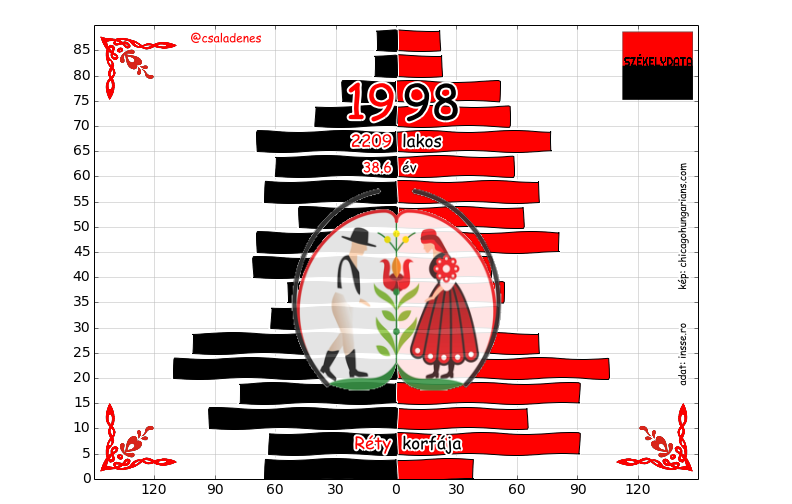 @csaladenes
SZÉKELYDATA
1998
2209 lakos
38.6 év
kép: chicagohungarians.com
adat: insse.ro
Réty korfája
85
80
75
70
65
60
55
50
45
40
35
30
25
20
15
10
5
0
120 90 60 30 0 30 60 90 120